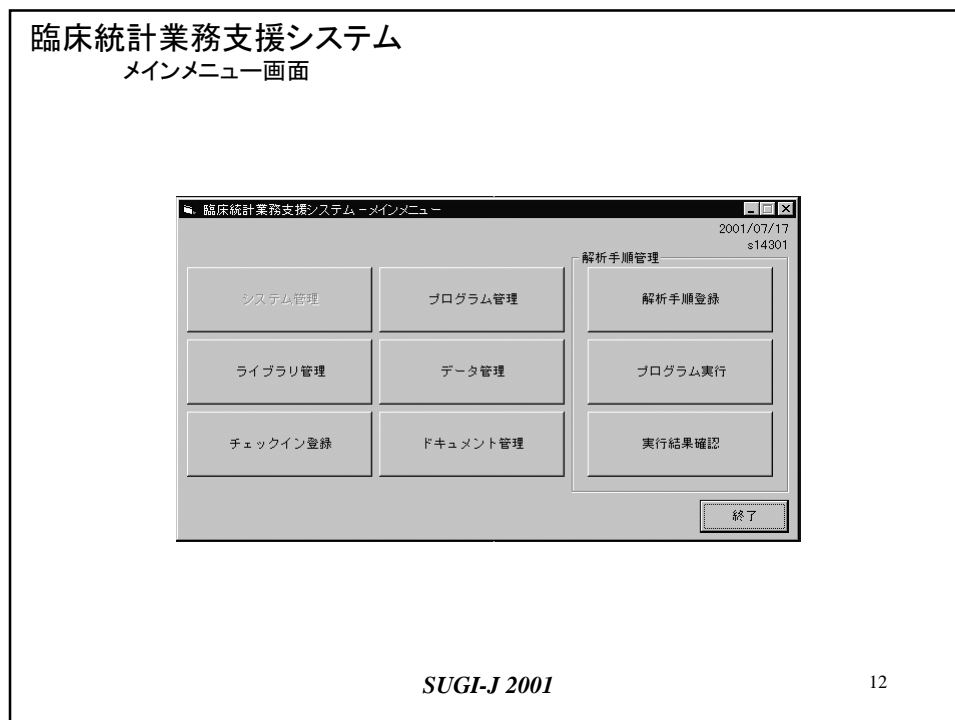 臨床統計業務支援システム
メインメニュー画面
臨床統計業務支援システム－メインメニュー
2001/07/17
s14301
解析手順管理
システム管理
プログラム管理
解析手順登録
ライブラリ管理
データ管理
プログラム実行
チェックイン登録
ドキュメント管理
実行結果確認
終了
SUGI-J 2001
12